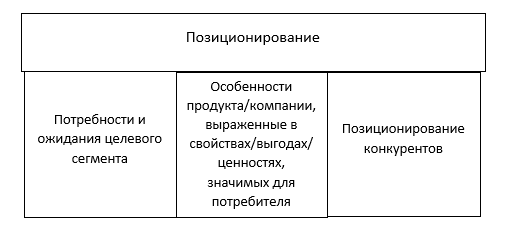 Позиционирование
Потребности и
ожидания целевого
сегмента
Особенности
продукта/компании,
выраженные в
свойствах/выгодах/
ценностях,
значимых для
потребителя
Позиционирование
конкурентов